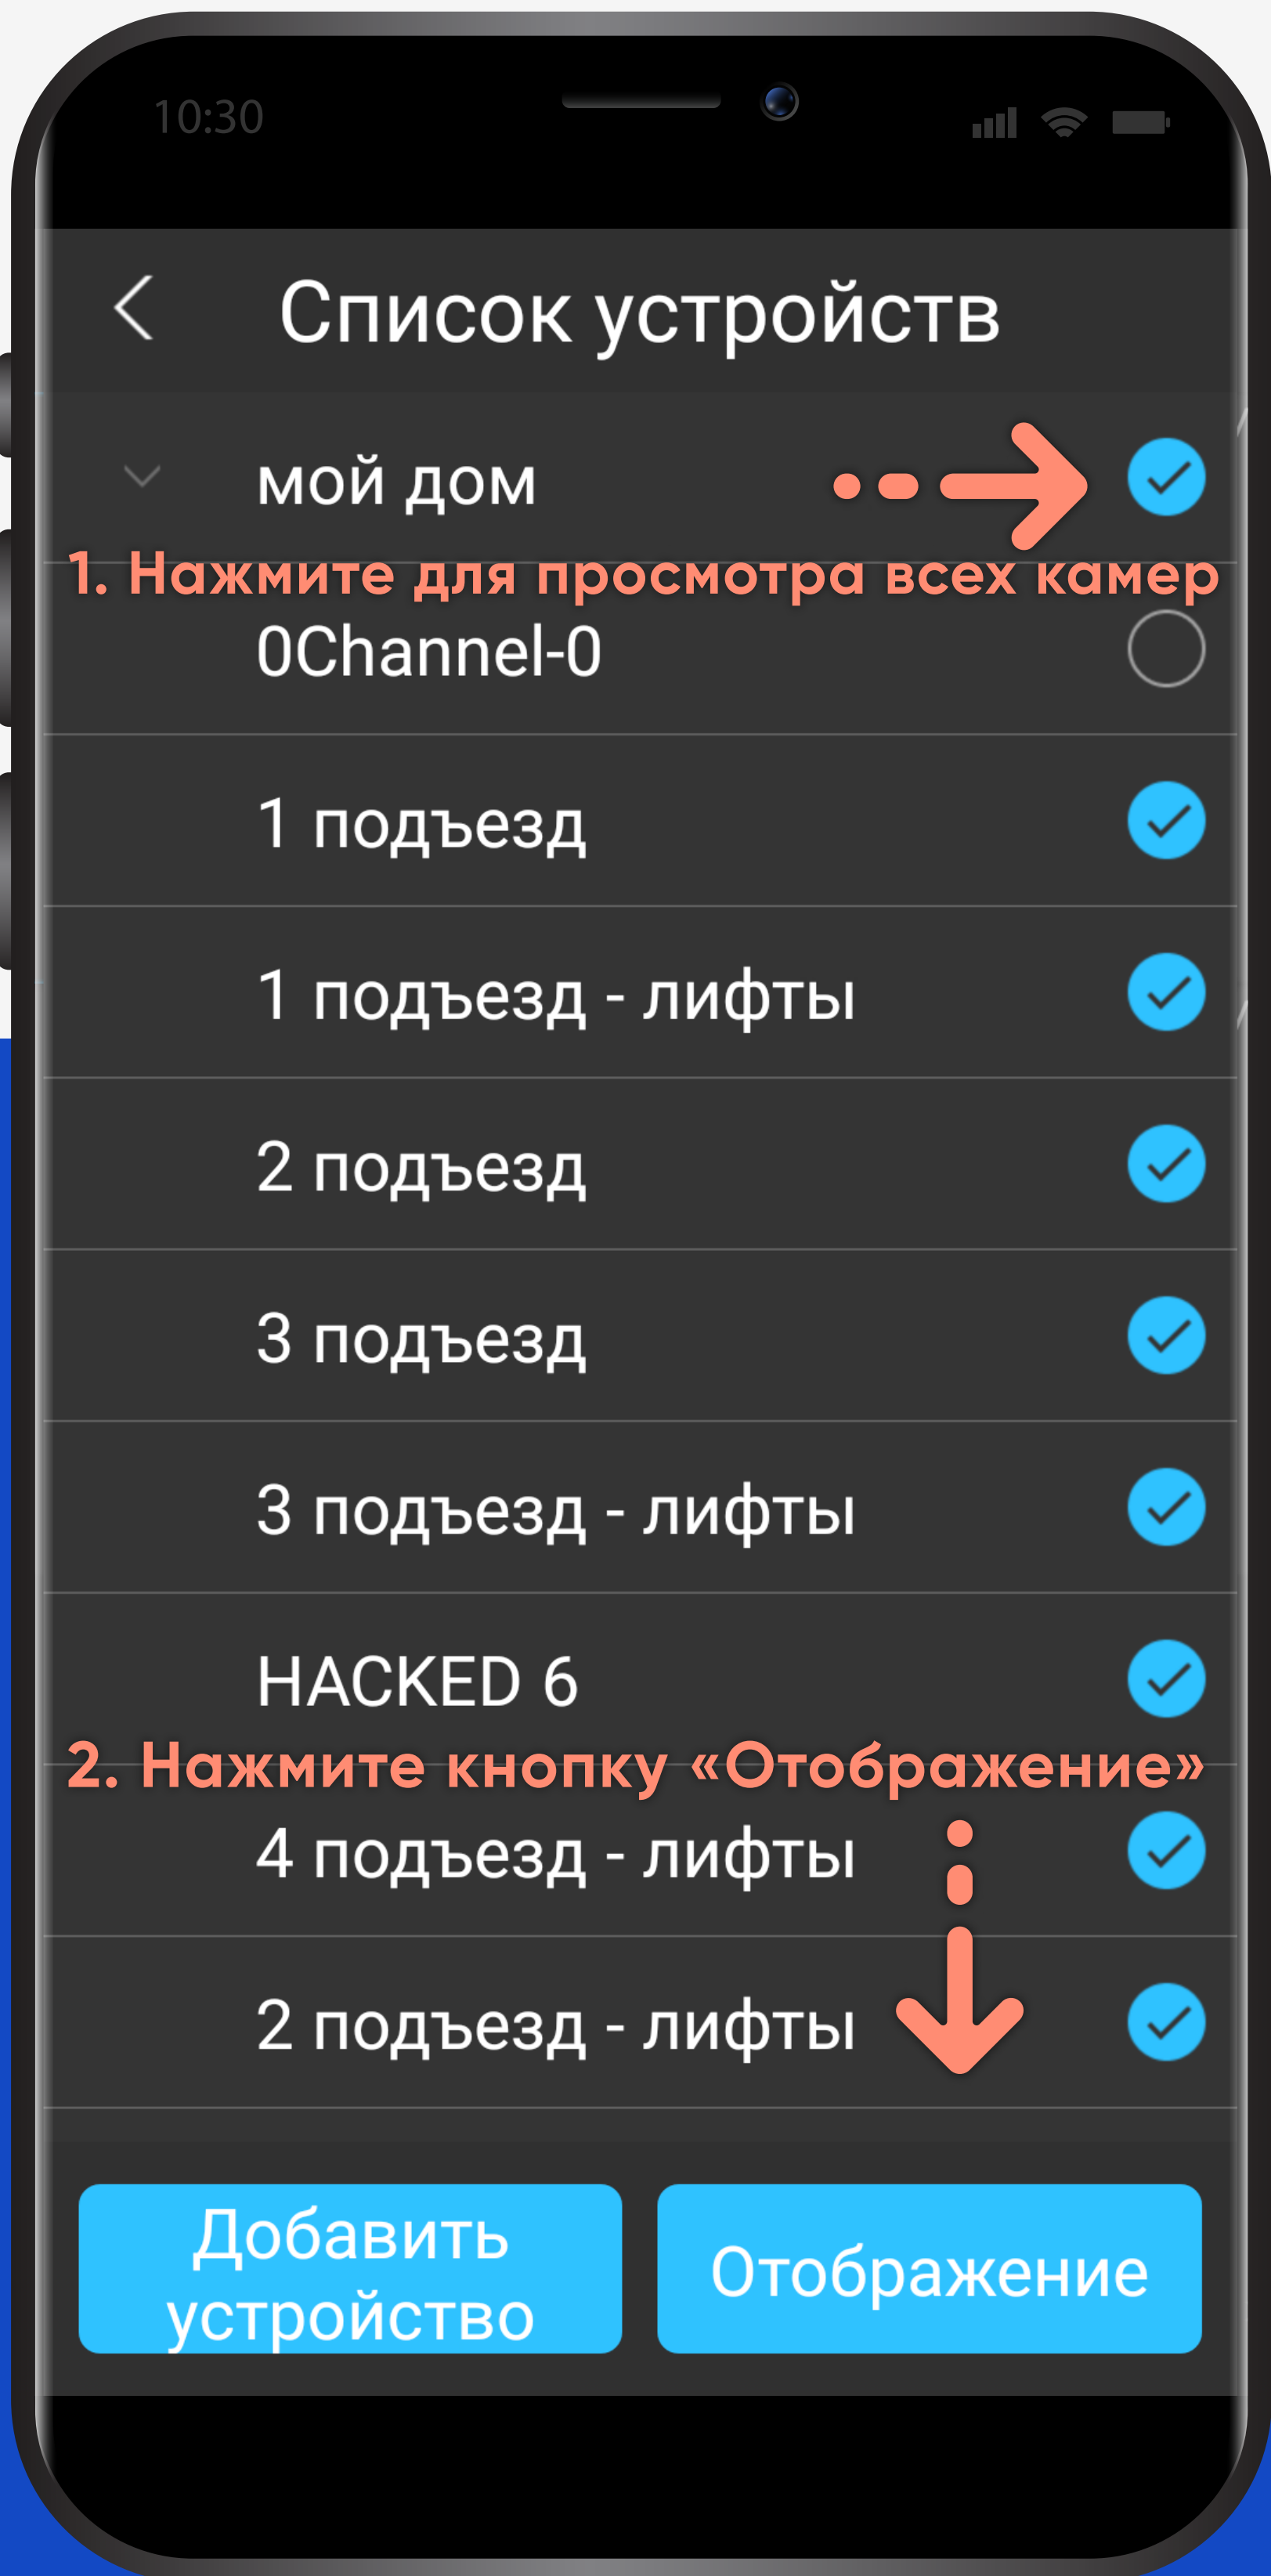 10:30
Список устройств
мой дом
1. Нажмите для просмотра всех камер
0Channel-0
1 подъезд
1 подъезд - лифты
2 подъезд
3 подъезд
3 подъезд - лифты
HACKED 6
2. Нажмите кнопку «Отображение»
4 подъезд - лифты
2 подъезд - лифты
Добавить
устройство
Отображение